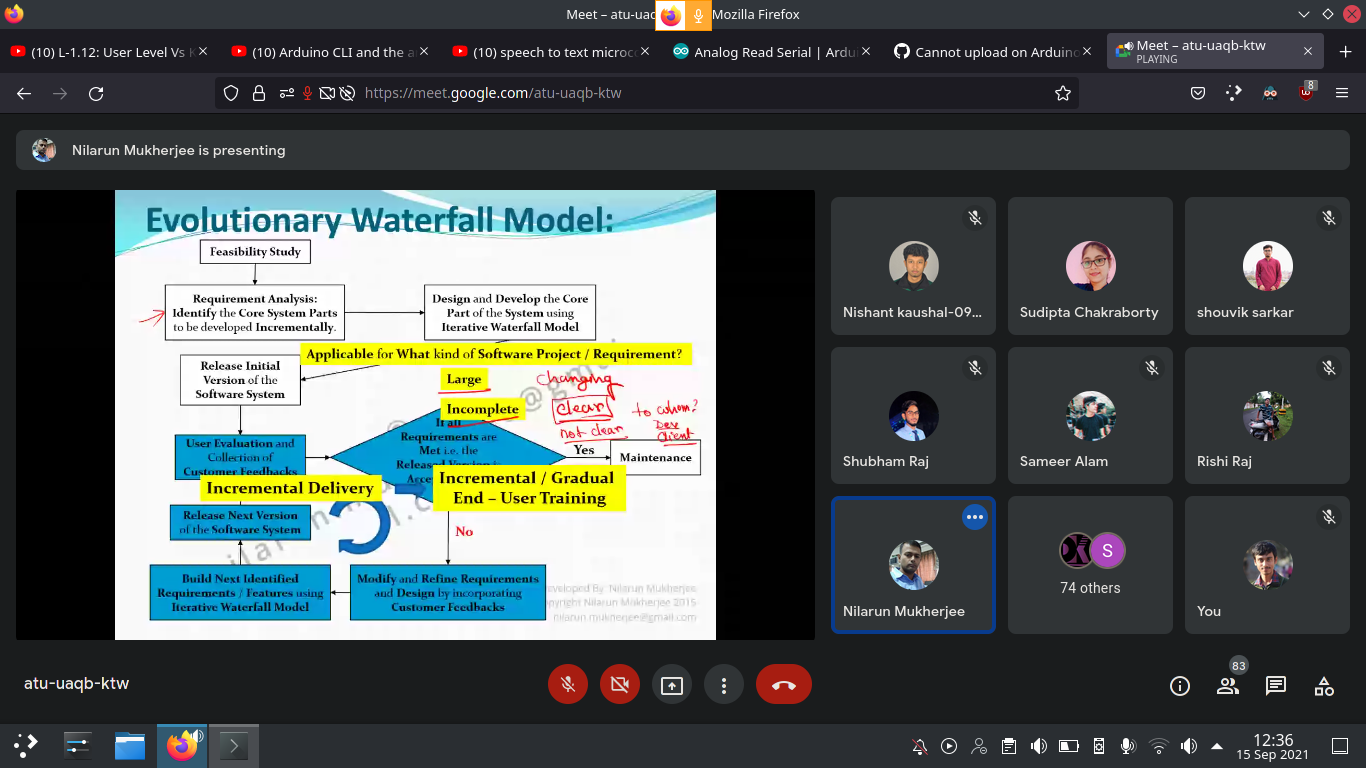 Meet – atu-uac
Mozilla Firefox
(10) L-1.12: User Level Vs K
(10) Arduino CLI and the a
(10) speech to text microc
Analog Read Serial | Ardu
Cannot upload on Arduino
Meet – atu-uaqb-ktw
PLAYING
https://meet.google.com/atu-uaqb-ktw
8
Nilarun Mukherjee is presenting
Evolutionary Waterfall Model:
Feasibility Study
Requirement Analysis:
Identify the Core System Parts
to be developed Incrementally.
Design and Develop the Core
Part of the System using
Iterative Waterfall Model
Applicable for What kind of Software Project / Requirement?
Release Initial
Version of the
Software System
Large
Changing
Incomplete
clear
to whom?
not clear
Dev
Client
If all
Requirements are
Met i.e. the
Released Version is
User Evaluation and
Collection of
Customer Feedbacks
Yes
Maintenance
Incremental Delivery
Incremental / Gradual
End – User Training
Release Next Version
of the Software System
No
Build Next Identified
Requirements / Features using
Iterative Waterfall Model
Modify and Refine Requirements
and Design by incorporating
Customer Feedbacks
eveloped By Nilarun Mukherjee
pyright Nilarun Mukherjee 2015
nilarun.mukherjee@gmail.com
Nishant kaushal-09...
Sudipta Chakraborty
shouvik sarkar
Shubham Raj
Sameer Alam
Rishi Raj
Nilarun Mukherjee
S
74 others
You
atu-uaqb-ktw
83
12:36
15 Sep 2021